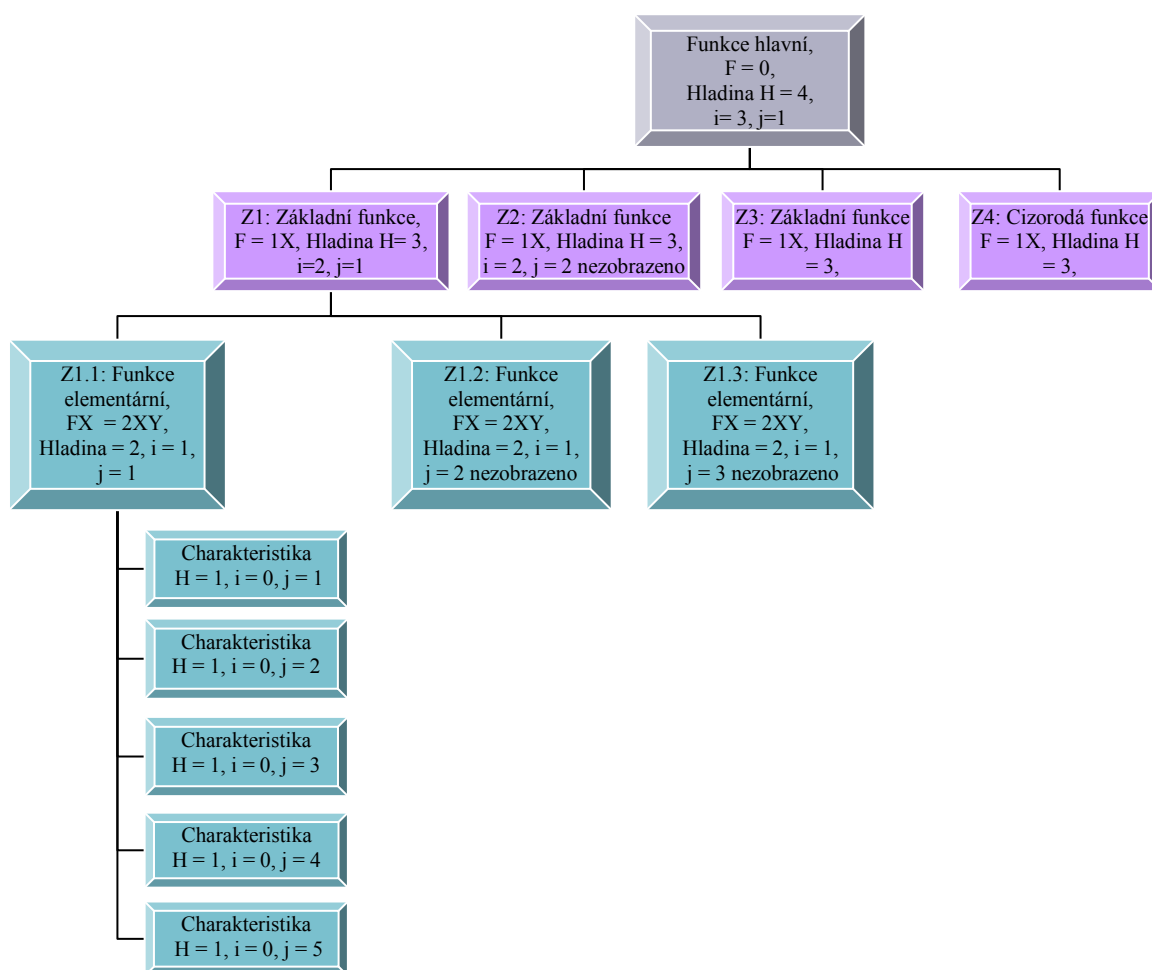 Funkce hlavní,
F = 0,
Hladina H = 4,
i= 3, j=1
Z1: Základní funkce,
F = 1X, Hladina H= 3,
i=2, j=1
Z2: Základní funkce
F = 1X, Hladina H = 3,
i = 2, j = 2 nezobrazeno
Z3: Základní funkce
F = 1X, Hladina H
= 3,
Z4: Cizorodá funkce
F = 1X, Hladina H
= 3,
Z1.1: Funkce
elementární,
FX = 2XY,
Hladina = 2, i = 1,
j = 1
Z1.2: Funkce
elementární,
FX = 2XY,
Hladina = 2, i = 1,
j = 2 nezobrazeno
Z1.3: Funkce
elementární,
FX = 2XY,
Hladina = 2, i = 1,
j = 3 nezobrazeno
Charakteristika
H = 1, i = 0, j = 1
Charakteristika
H = 1, i = 0, j = 2
Charakteristika
H = 1, i = 0, j = 3
Charakteristika
H = 1, i = 0, j = 4
Charakteristika
H = 1, i = 0, j = 5